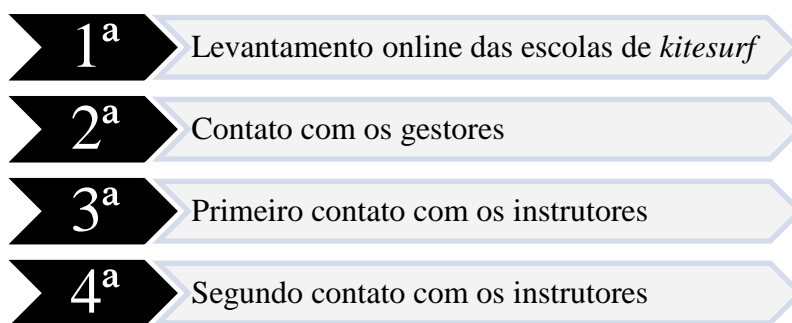 1ª Levantamento online das escolas de kitesurf
2ª Contato com os gestores
3ª Primeiro contato com os instrutores
4ª Segundo contato com os instrutores